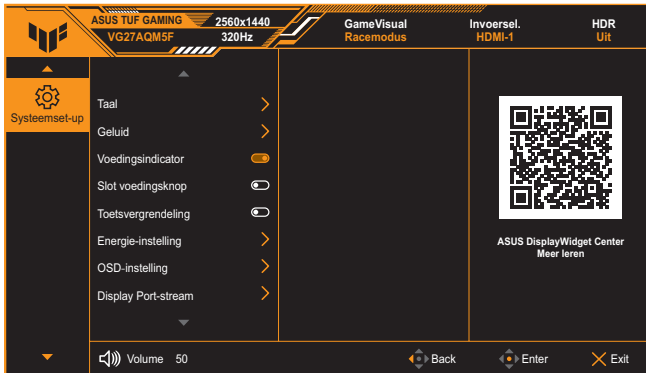 ASUS TUF GAMING 2560x1440
VG27AQM5F 320Hz
GameVisual
Racemodus
Invoersel.
HDMI-1
HDR
Uit
Systeemset-up
Taal
Geluid
Voedingsindicator
Slot voedingsknop
Toetsvergrendeling
Energie-instelling
OSD-instelling
Display Port-stream
ASUS DisplayWidget Center
Meer leren
Volume 50
Back
Enter
Exit